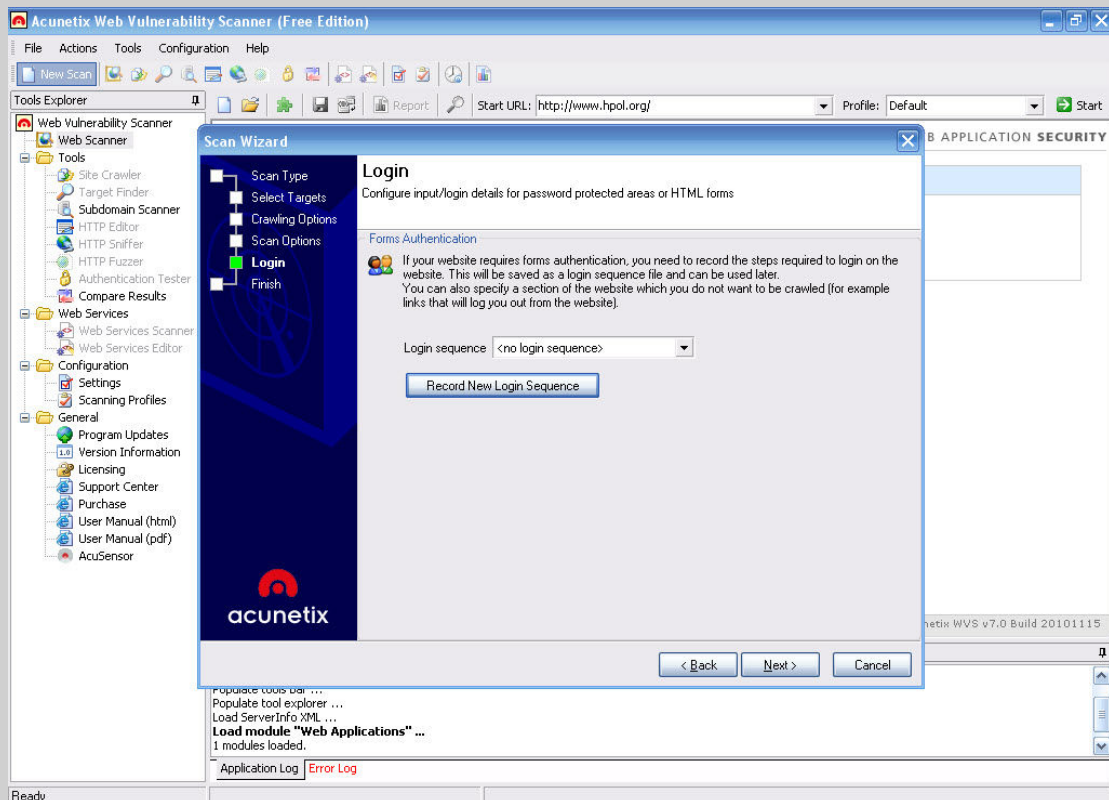 Acunetix Web Vulnerability Scanner (Free Edition)
File Actions Tools Configuration Help
New Scan
Tools Explorer
Report
Start URL: http://www.hpol.org/
Profile: Default
Start
Web Vulnerability Scanner
Web Scanner
Tools
Site Crawler
Target Finder
Subdomain Scanner
HTTP Editor
HTTP Sniffer
HTTP Fuzzer
Authentication Tester
Compare Results
Web Services
Web Services Scanner
Web Services Editor
Configuration
Settings
Scanning Profiles
General
Program Updates
1.0 Version Information
Licensing
Support Center
Purchase
User Manual (html)
User Manual (pdf)
AcuSensor
B APPLICATION SECURITY
Scan Wizard
Scan Type
Select Targets
Crawling Options
Scan Options
Login
Finish
acunetix
Login
Configure input/login details for password protected areas or HTML forms
Forms Authentication
If your website requires forms authentication, you need to record the steps required to login on the
website. This will be saved as a login sequence file and can be used later.
You can also specify a section of the website which you do not want to be crawled (for example
links that will log you out from the website).
Login sequence <no login sequence>
Record New Login Sequence
< Back Next > Cancel
netix WVS v7.0 Build 20101115
Populate tools bar ...
Populate tool explorer ...
Load ServerInfo XML ...
Load module "Web Applications" ...
1 modules loaded.
Application Log Error Log
Ready